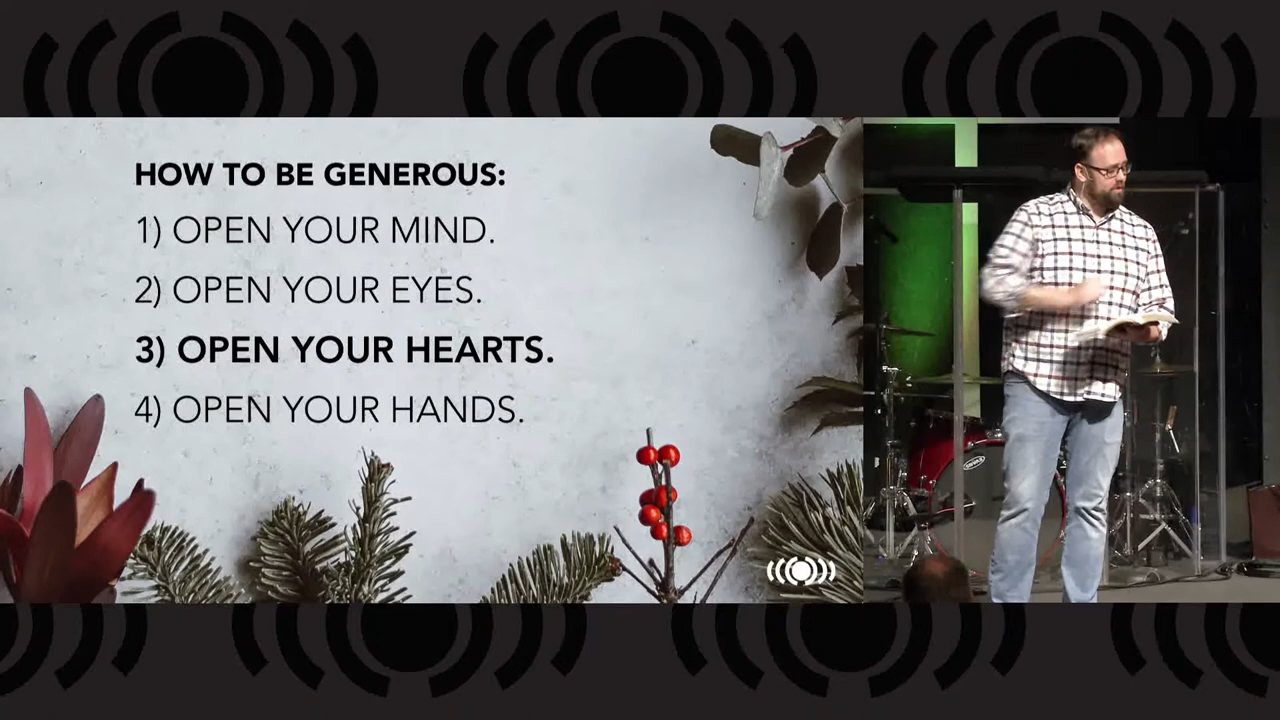 HOW TO BE GENEROUS:
1) OPEN YOUR MIND.
2) OPEN YOUR EYES.
3) OPEN YOUR HEARTS.
4) OPEN YOUR HANDS.